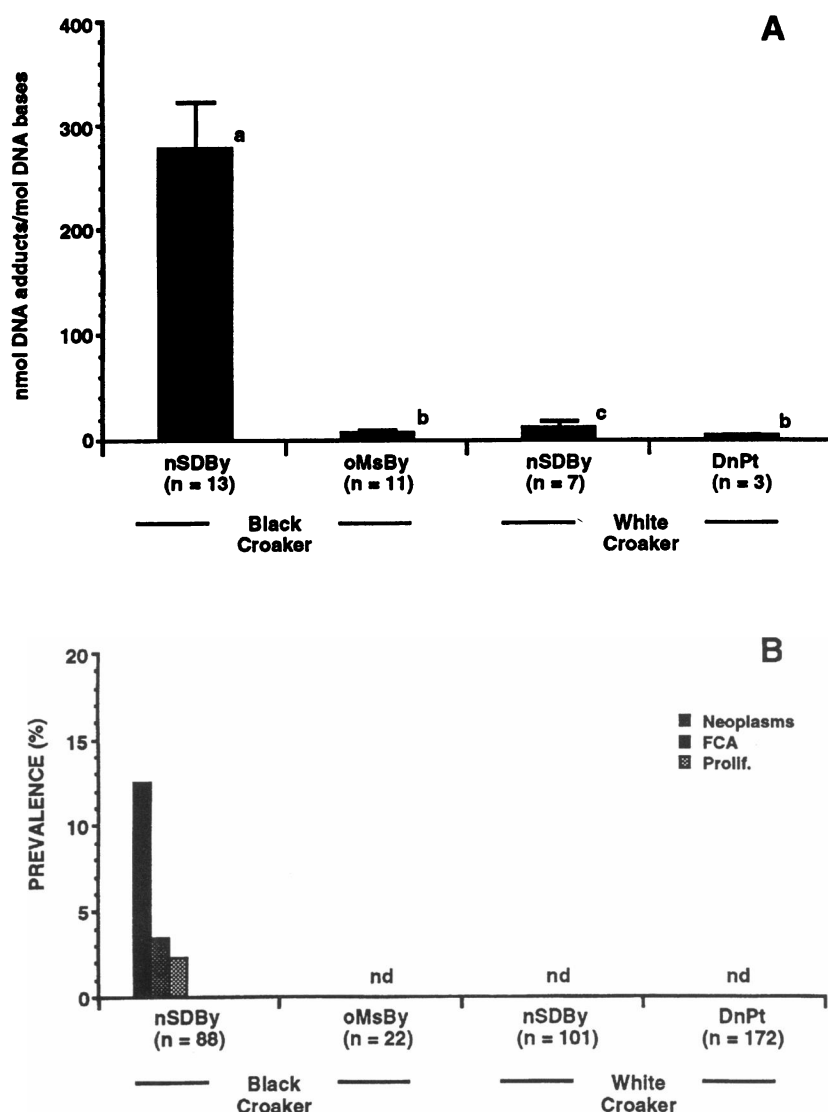 A
nmol DNA adducts/mol DNA bases
400
300
200
100
0
a
b
c
b
nSDBy oMsBy nSDBy DnPt
(n = 13) (n = 11) (n = 7) (n = 3)
Black White
Croaker Croaker
B
PREVALENCE (%)
20
15
10
5
0
Neoplasms
FCA
Prolif.
nd nd nd
nSDBy oMsBy nSDBy DnPt
(n = 88) (n = 22) (n = 101) (n = 172)
Black White
Croaker Croaker